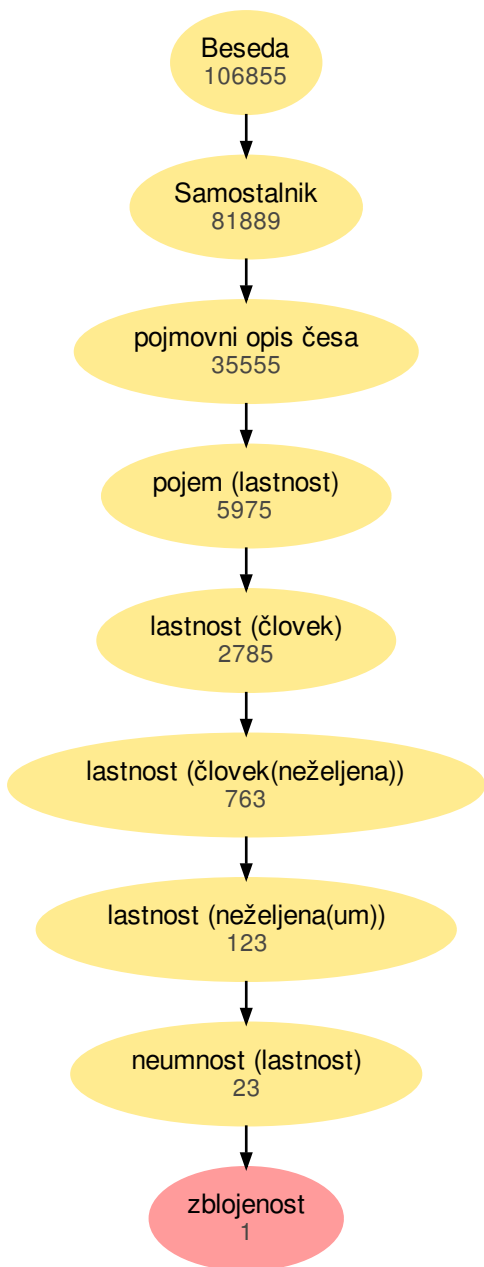 Beseda
106855
Samostalnik
81889
pojmovni opis česa
35555
pojem (lastnost)
5975
lastnost (človek)
2785
lastnost (človek(neželjena))
763
lastnost (neželjena(um))
123
neumnost (lastnost)
23
zblojenost
1